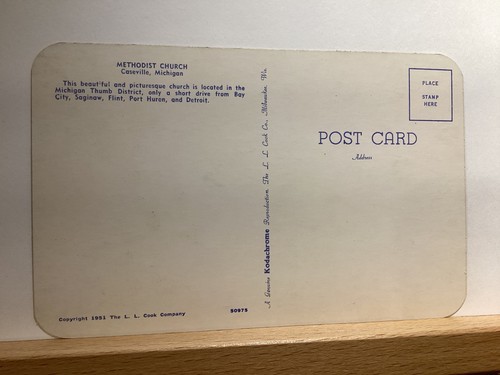 METHODIST CHURCH
Caseville, Michigan
This beautiful and picturesque church is located in the
Michigan Thumb District, only a short drive from Bay
City, Saginaw, Flint, Port Huron, and Detroit.
Copyright 1951 The L. L. Cook Company
50975
A Genuine Kodachrome Reproduction The L. L. Cook Co., Milwaukee, Wis.
PLACE
STAMP
HERE
POST CARD
Address